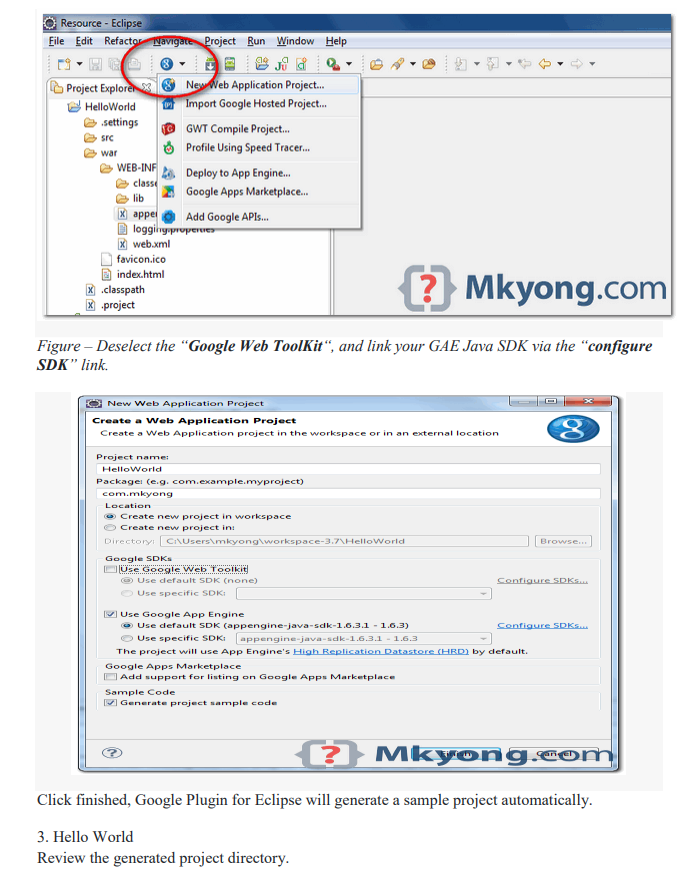 Resource - Eclipse
File Edit Refactor Navigate Project Run Window Help
Project Explorer
New Web Application Project...
HelloWorld
Import Google Hosted Project...
.settings
GWT Compile Project...
src
Profile Using Speed Tracer...
war
WEB-INF
Deploy to App Engine...
classe
Google Apps Marketplace...
lib
appen
Add Google APIs...
logging.properties
web.xml
favicon.ico
index.html
.classpath
.project
{?} Mkyong.com
Figure – Deselect the “Google Web ToolKit“, and link your GAE Java SDK via the “configure
SDK” link.
New Web Application Project
Create a Web Application Project
Create a Web Application project in the workspace or in an external location
Project name:
HelloWorld
Package: (e.g. com.example.myproject)
com.mkyong
Location
Create new project in workspace
Create new project in:
Directory: C:\Users\mkyong\workspace-3.7\HelloWorld Browse...
Google SDKs
Use Google Web Toolkit
Use default SDK (none) Configure SDKs...
Use specific SDK:
Use Google App Engine
Use default SDK (appengine-java-sdk-1.6.3.1 - 1.6.3) Configure SDKs...
Use specific SDK: appengine-java-sdk-1.6.3.1 - 1.6.3
The project will use App Engine's High Replication Datastore (HRD) by default.
Google Apps Marketplace
Add support for listing on Google Apps Marketplace
Sample Code
Generate project sample code
? {?} Mkyong.com Finish Cancel
Click finished, Google Plugin for Eclipse will generate a sample project automatically.
3. Hello World
Review the generated project directory.